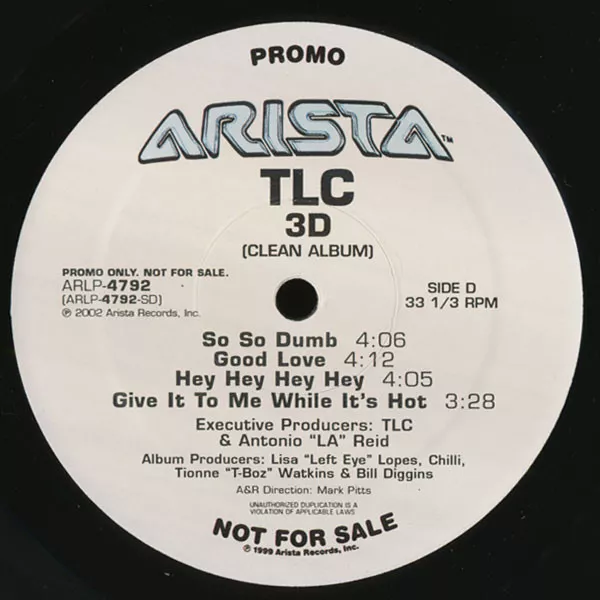 PROMO
ARISTA™
TLC
3D
(CLEAN ALBUM)
PROMO ONLY. NOT FOR SALE.
ARLP-4792
(ARLP-4792-SD)
℗ 2002 Arista Records, Inc.
SIDE D
33 1/3 RPM
So So Dumb 4:06
Good Love 4:12
Hey Hey Hey Hey 4:05
Give It To Me While It's Hot 3:28
Executive Producers: TLC
& Antonio "LA" Reid
Album Producers: Lisa "Left Eye" Lopes, Chilli,
Tionne "T-Boz" Watkins & Bill Diggins
A&R Direction: Mark Pitts
UNAUTHORIZED DUPLICATION IS A
VIOLATION OF APPLICABLE LAWS
NOT FOR SALE
℗ 1999 Arista Records, Inc.